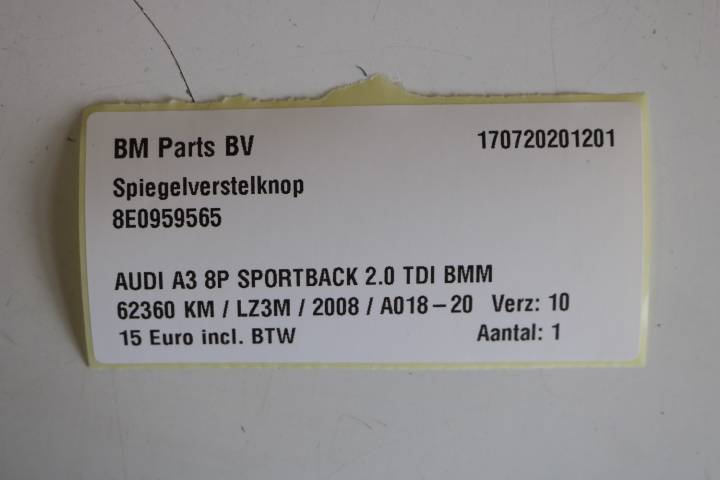 BM Parts BV 170720201201
Spiegelverstelknop
8E0959565
AUDI A3 8P SPORTBACK 2.0 TDI BMM
62360 KM / LZ3M / 2008 / A018-20 Verz: 10
15 Euro incl. BTW Aantal: 1